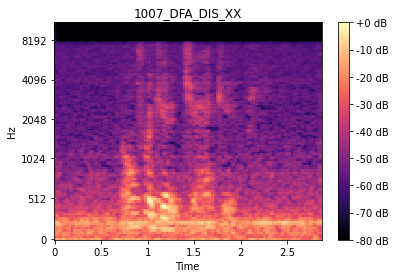 1007_DFA_DIS_XX
+0 dB
8192
-10 dB
4096
-20 dB
-30 dB
2048
Hz
-40 dB
1024
-50 dB
512
-60 dB
-70 dB
0
-80 dB
0 0.5 1 1.5 2 2.5
Time